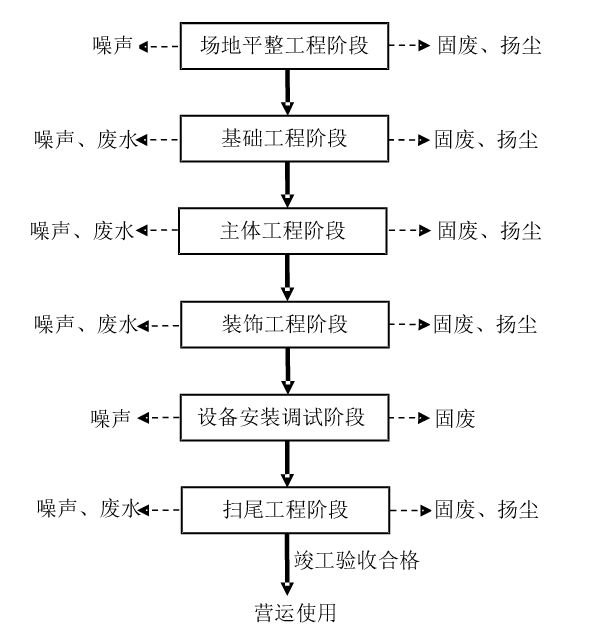 噪声 场地平整工程阶段 固废、扬尘
噪声、废水 基础工程阶段 固废、扬尘
噪声、废水 主体工程阶段 固废、扬尘
噪声、废水 装饰工程阶段 固废、扬尘
噪声 设备安装调试阶段 固废
噪声、废水 扫尾工程阶段 固废、扬尘
竣工验收合格
营运使用